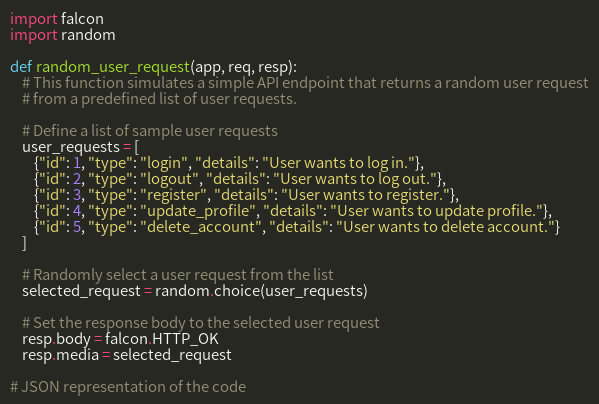 import falcon
import random

def random_user_request(app, req, resp):
    # This function simulates a simple API endpoint that returns a random user request
    # from a predefined list of user requests.

    # Define a list of sample user requests
    user_requests = [
        {"id": 1, "type": "login", "details": "User wants to log in."},
        {"id": 2, "type": "logout", "details": "User wants to log out."},
        {"id": 3, "type": "register", "details": "User wants to register."},
        {"id": 4, "type": "update_profile", "details": "User wants to update profile."},
        {"id": 5, "type": "delete_account", "details": "User wants to delete account."}
    ]

    # Randomly select a user request from the list
    selected_request = random.choice(user_requests)

    # Set the response body to the selected user request
    resp.body = falcon.HTTP_OK
    resp.media = selected_request

# JSON representation of the code